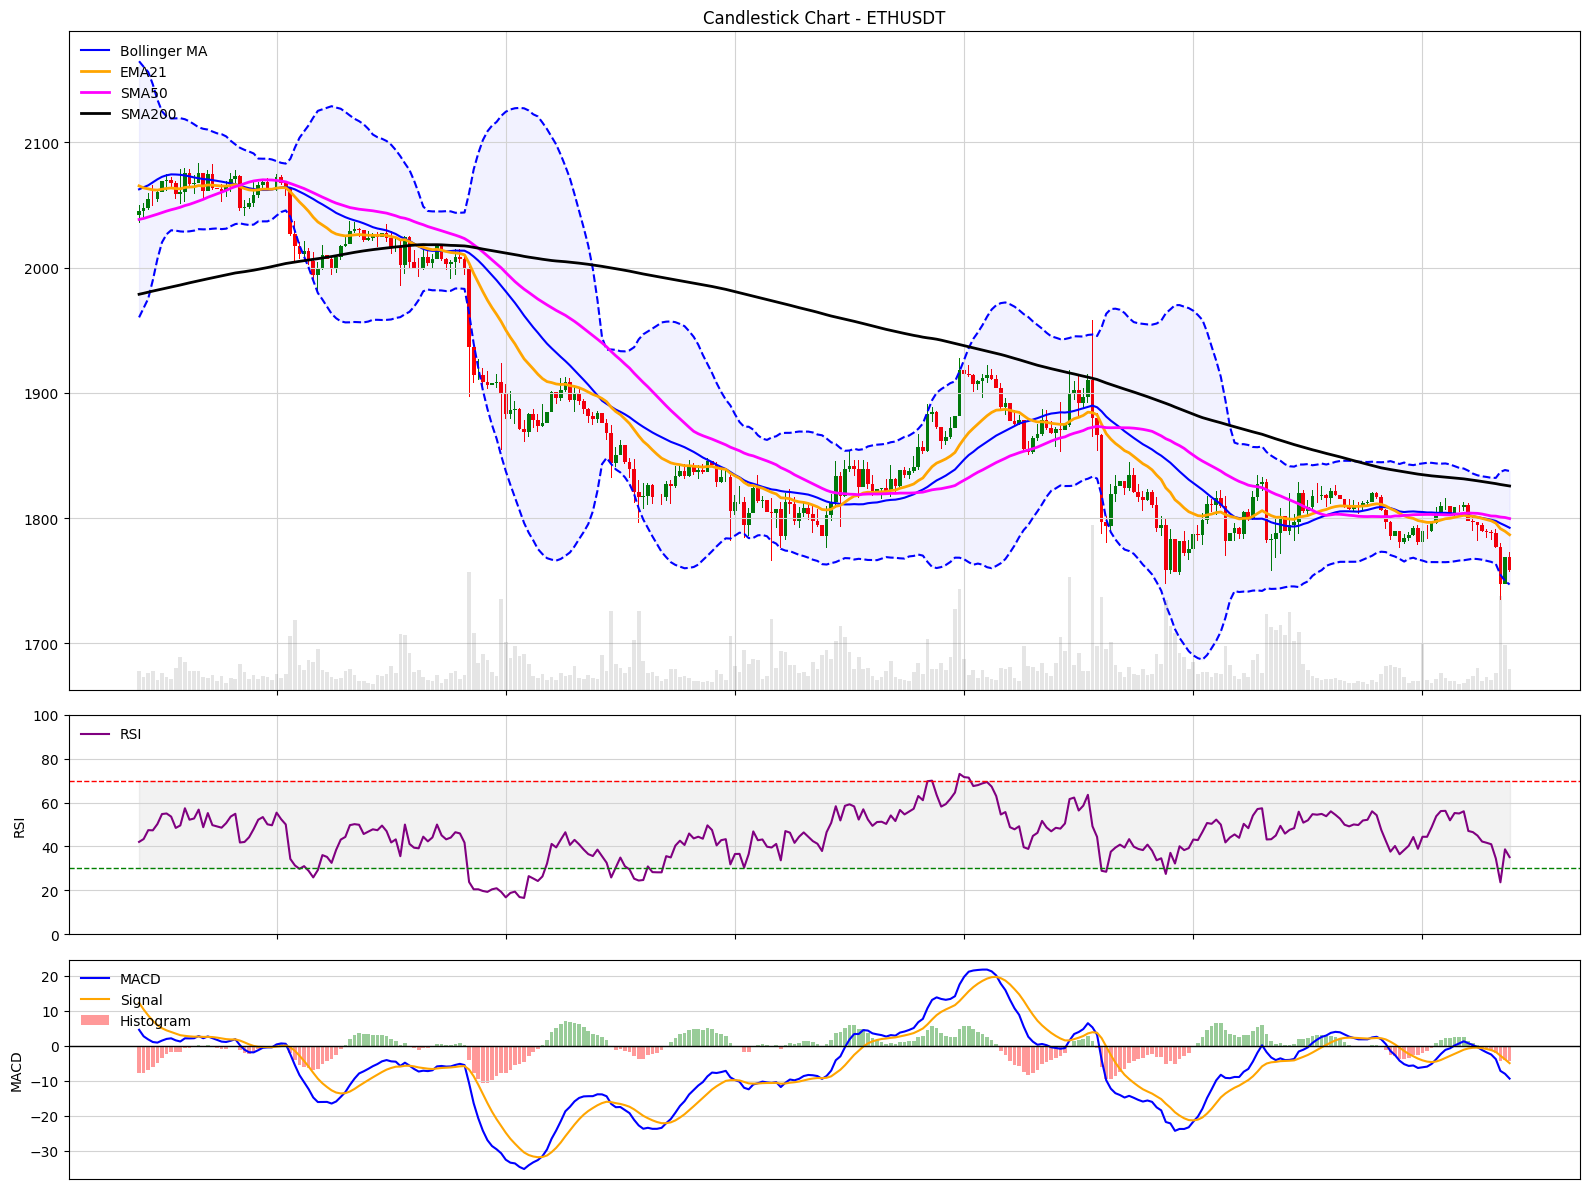 Candlestick Chart - ETHUSDT
Bollinger MA
EMA21
SMA50
SMA200
2100
2000
1900
1800
1700
RSI
100
80
60
40
20
0
RSI
MACD
Signal
Histogram
20
10
0
−10
−20
−30
MACD